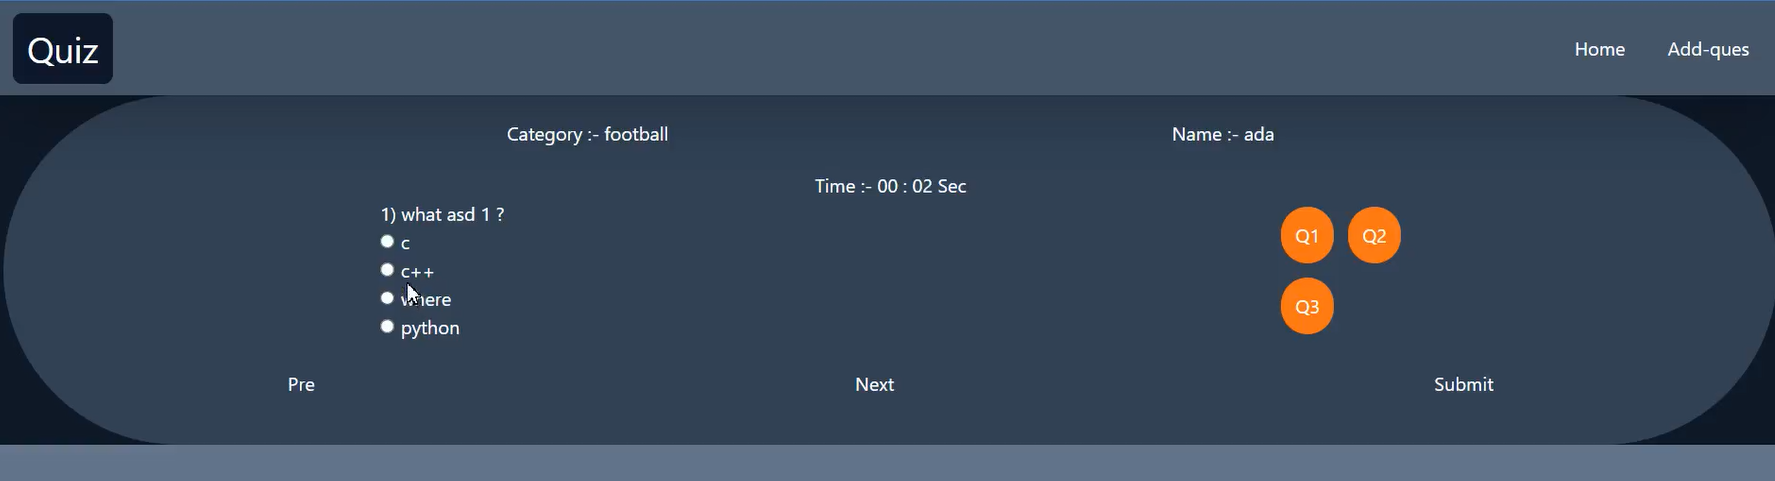 Quiz
Home
Add-ques
Category :- football
Name :- ada
Time :- 00 : 02 Sec
1) what asd 1 ?
c
c++
where
python
Q1
Q2
Q3
Pre
Next
Submit